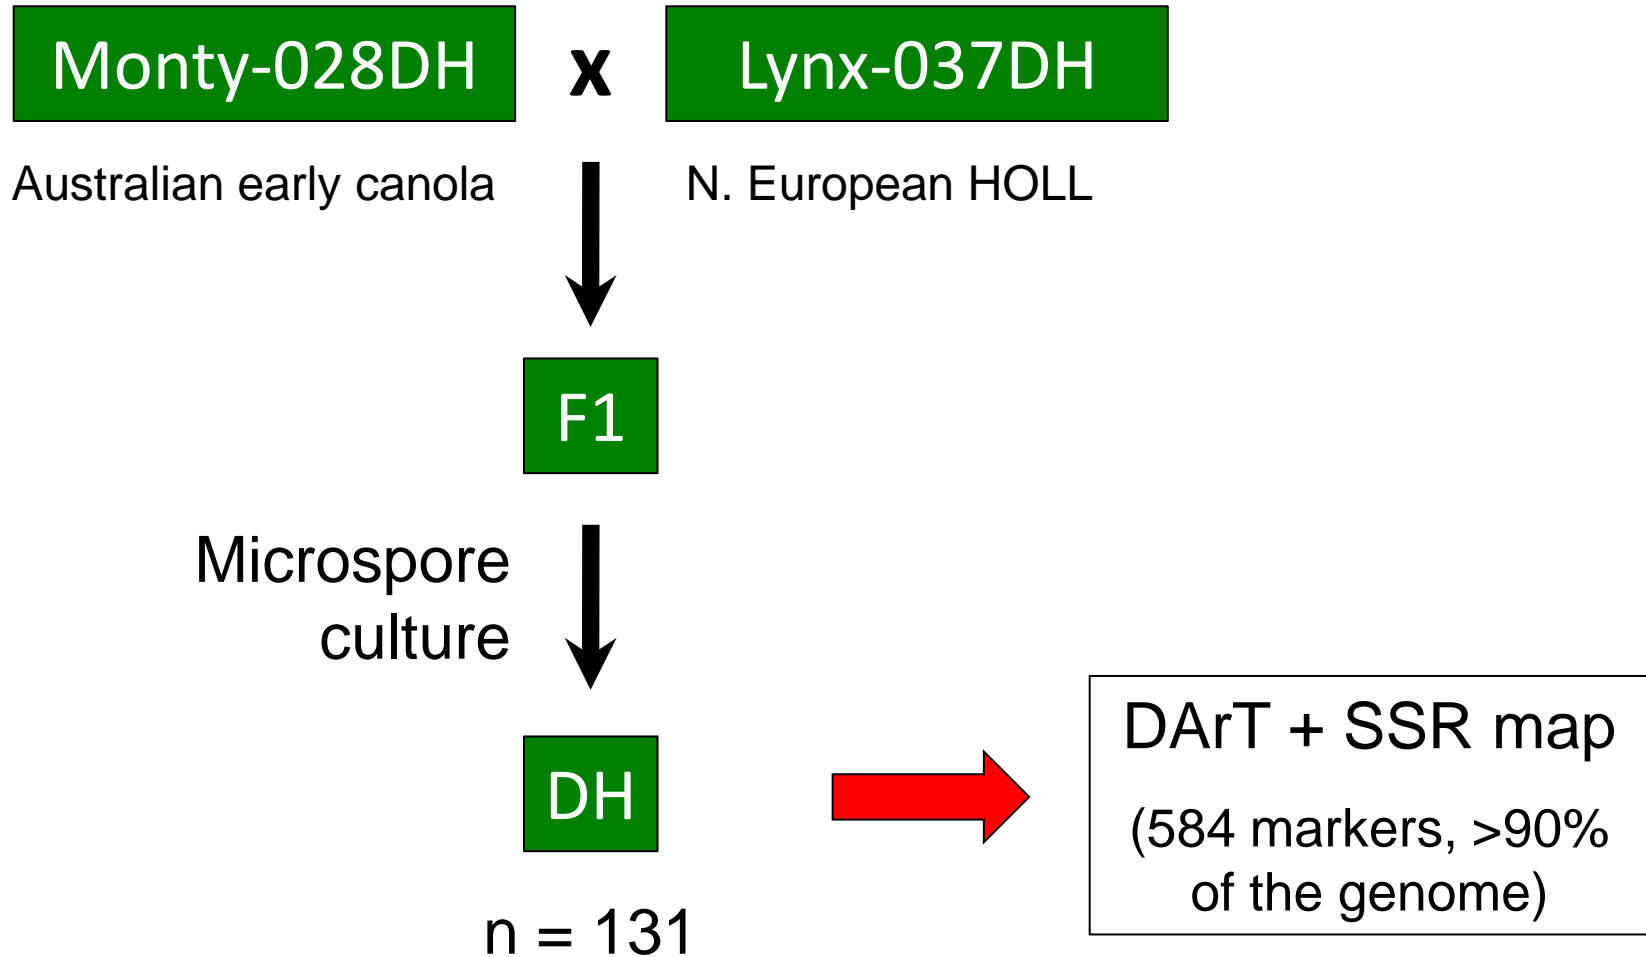 Monty-028DH x Lynx-037DH
Australian early canola N. European HOLL
F1
Microspore
culture
DH
n = 131
DArT + SSR map
(584 markers, >90%
of the genome)